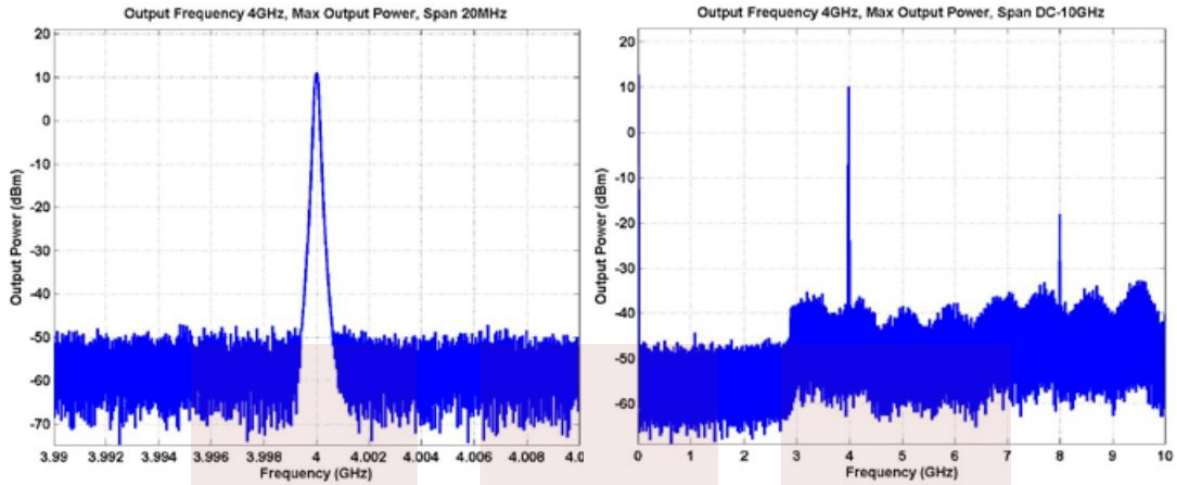 Output Frequency 4GHz, Max Output Power, Span 20MHz
20
10
0
-10
-20
-30
-40
-50
-60
-70
Output Power (dBm)
3.99 3.992 3.994 3.996 3.998 4 4.002 4.004 4.006 4.008 4.0
Frequency (GHz)
Output Frequency 4GHz, Max Output Power, Span DC-10GHz
20
10
0
-10
-20
-30
-40
-50
-60
Output Power (dBm)
0 1 2 3 4 5 6 7 8 9 10
Frequency (GHz)